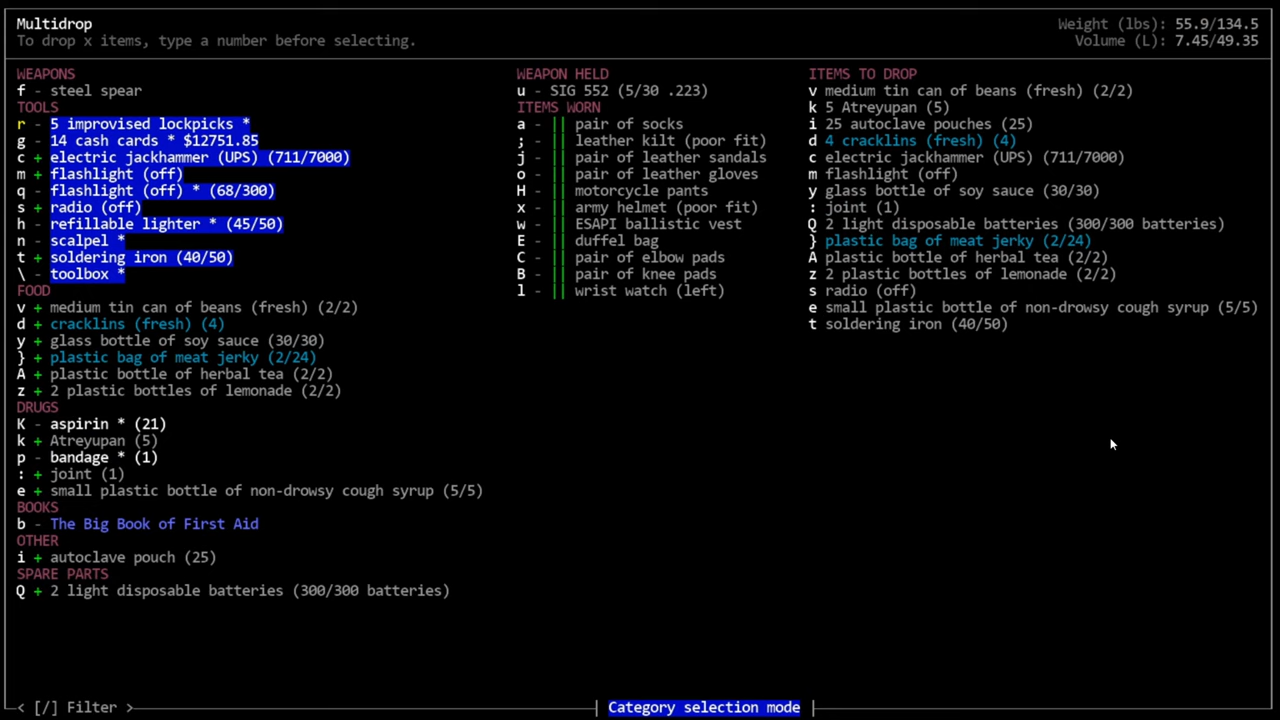 Multidrop
To drop x items, type a number before selecting.
Weight (lbs): 55.9/134.5
Volume (L): 7.45/49.35
WEAPONS
f - steel spear
TOOLS
r - 5 improvised lockpicks *
g - 14 cash cards * $12751.85
c + electric jackhammer (UPS) (711/7000)
m + flashlight (off)
q - flashlight (off) * (68/300)
s + radio (off)
h - refillable lighter * (45/50)
n - scalpel *
t + soldering iron (40/50)
\ - toolbox *
FOOD
v + medium tin can of beans (fresh) (2/2)
d + cracklins (fresh) (4)
y + glass bottle of soy sauce (30/30)
} + plastic bag of meat jerky (2/24)
A + plastic bottle of herbal tea (2/2)
z + 2 plastic bottles of lemonade (2/2)
DRUGS
K - aspirin * (21)
k + Atreyupan (5)
p - bandage * (1)
: + joint (1)
e + small plastic bottle of non-drowsy cough syrup (5/5)
BOOKS
b - The Big Book of First Aid
OTHER
i + autoclave pouch (25)
SPARE PARTS
Q + 2 light disposable batteries (300/300 batteries)
WEAPON HELD
u - SIG 552 (5/30 .223)
ITEMS WORN
a - || pair of socks
; - || leather kilt (poor fit)
j - || pair of leather sandals
o - || pair of leather gloves
H - || motorcycle pants
x - || army helmet (poor fit)
w - || ESAPI ballistic vest
E - || duffel bag
C - || pair of elbow pads
B - || pair of knee pads
l - || wrist watch (left)
ITEMS TO DROP
v medium tin can of beans (fresh) (2/2)
k 5 Atreyupan (5)
i 25 autoclave pouches (25)
d 4 cracklins (fresh) (4)
c electric jackhammer (UPS) (711/7000)
m flashlight (off)
y glass bottle of soy sauce (30/30)
: joint (1)
Q 2 light disposable batteries (300/300 batteries)
} plastic bag of meat jerky (2/24)
A plastic bottle of herbal tea (2/2)
z 2 plastic bottles of lemonade (2/2)
s radio (off)
e small plastic bottle of non-drowsy cough syrup (5/5)
t soldering iron (40/50)
< [/] Filter >
Category selection mode